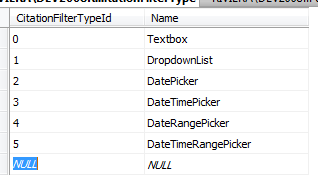 CitationFilterTypeId Name
0 Textbox
1 DropdownList
2 DatePicker
3 DateTimePicker
4 DateRangePicker
5 DateTimeRangePicker
NULL NULL